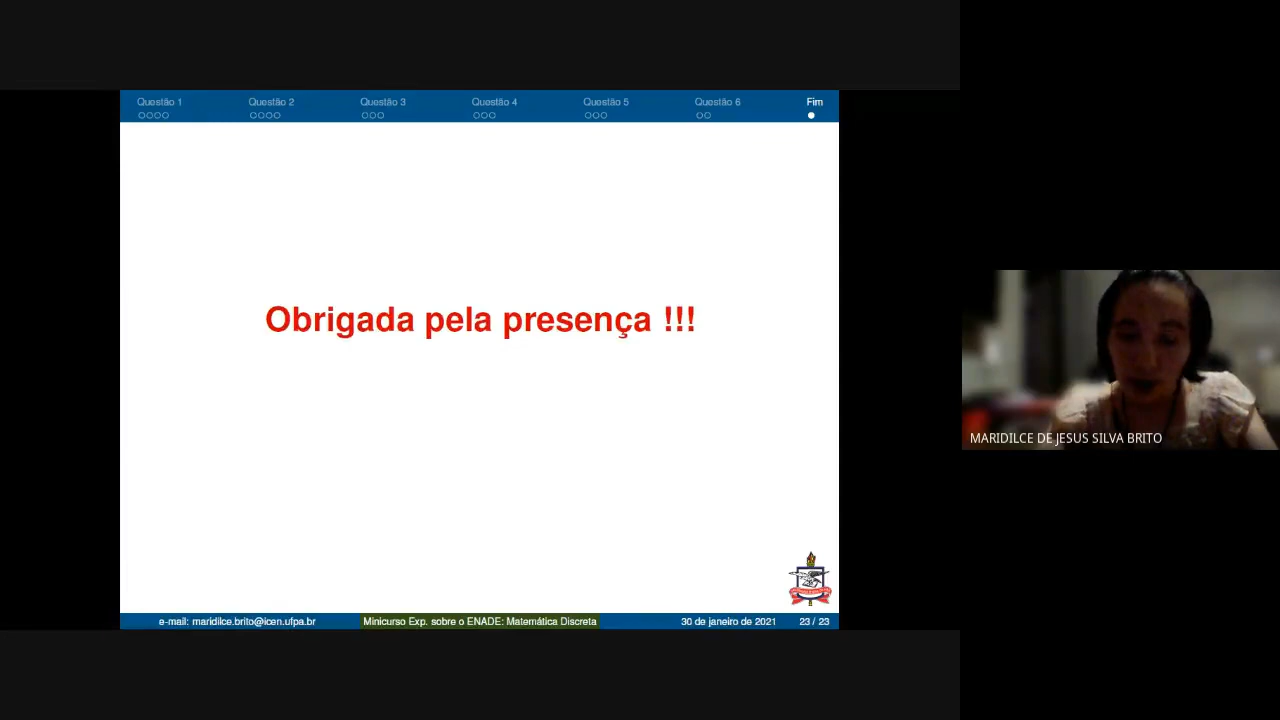 Questão 1
Questão 2
Questão 3
Questão 4
Questão 5
Questão 6
Fim
Obrigada pela presença !!!
MARIDILCE DE JESUS SILVA BRITO
e-mail: maridilce.brito@icen.ufpa.br
Minicurso Exp. sobre o ENADE: Matemática Discreta
30 de janeiro de 2021
23 / 23